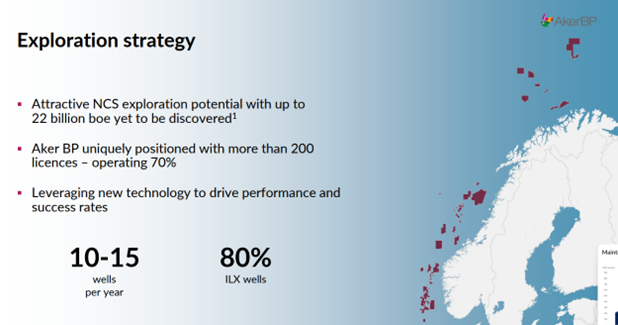 AkerBP
Exploration strategy
▪ Attractive NCS exploration potential with up to
22 billion boe yet to be discovered¹
▪ Aker BP uniquely positioned with more than 200
licences – operating 70%
▪ Leveraging new technology to drive performance and
success rates
10-15
wells
per year
80%
ILX wells
Maint